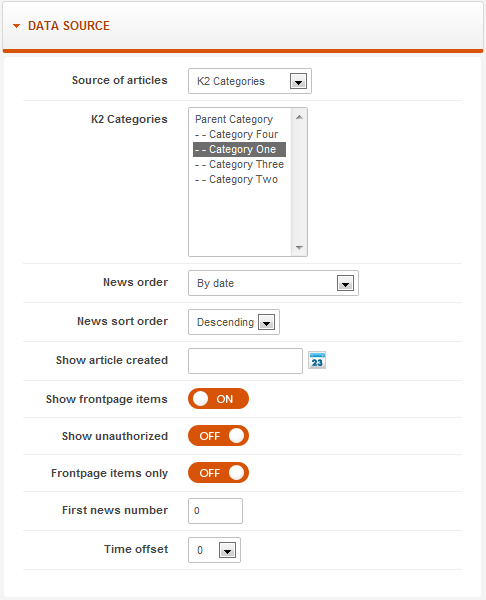 DATA SOURCE
Source of articles K2 Categories
K2 Categories
Parent Category
- - Category Four
- - Category One
- - Category Three
- - Category Two
News order By date
News sort order Descending
Show article created 23
Show frontpage items ON
Show unauthorized OFF
Frontpage items only OFF
First news number 0
Time offset 0